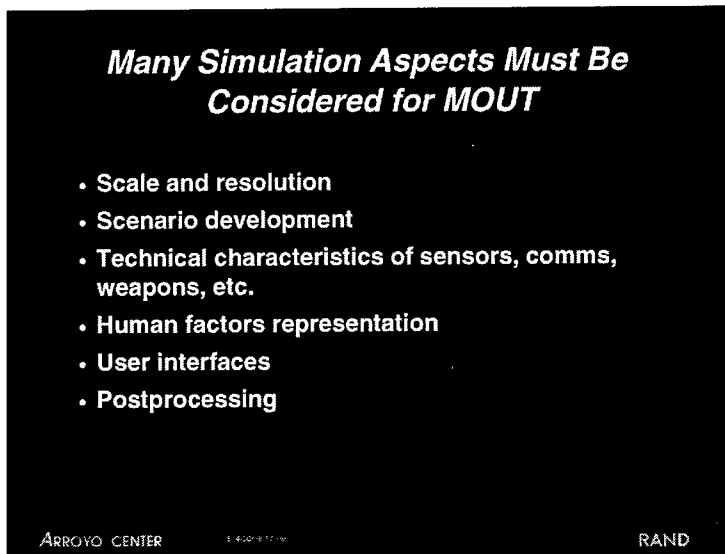 Many Simulation Aspects Must Be
Considered for MOUT
• Scale and resolution
• Scenario development
• Technical characteristics of sensors, comms,
weapons, etc.
• Human factors representation
• User interfaces
• Postprocessing
ARROYO CENTER
RAND